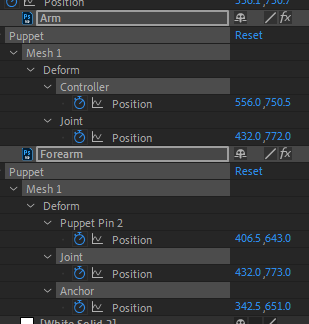 Position
Arm
Puppet Reset
Mesh 1
Deform
Controller
Position 556.0,750.5
Joint
Position 432.0,772.0
Forearm
Puppet Reset
Mesh 1
Deform
Puppet Pin 2
Position 406.5,643.0
Joint
Position 432.0,773.0
Anchor
Position 342.5,651.0
[White Solid 2]